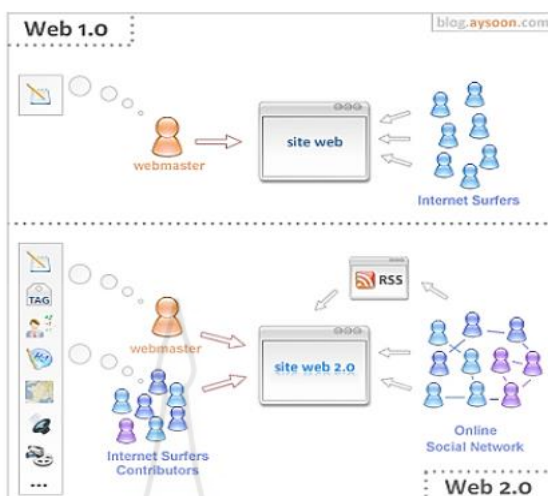 Web 1.0
blog.aysoon.com
site web
webmaster
Internet Surfers
TAG
RSS
webmaster
site web 2.0
Internet Surfers
Contributors
Online
Social Network
...
Web 2.0